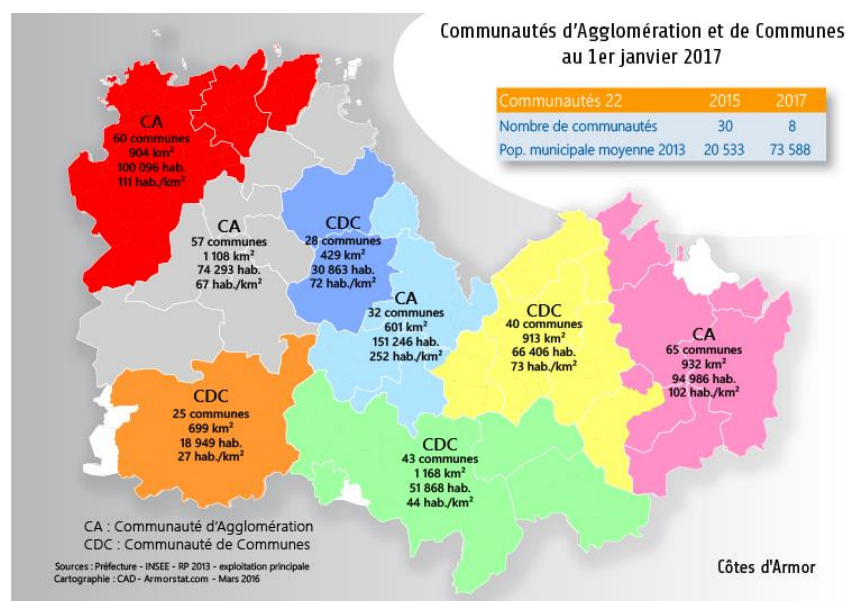 Communautés d'Agglomération et de Communes
au 1er janvier 2017
Communautés 22 2015 2017
Nombre de communautés 30 8
Pop. municipale moyenne 2013 20 533 73 588
CA
60 communes
904 km²
100 096 hab.
111 hab./km²
CA
57 communes
1 108 km²
74 293 hab.
67 hab./km²
CDC
28 communes
429 km²
30 863 hab.
72 hab./km²
CA
32 communes
601 km²
151 246 hab.
252 hab./km²
CDC
40 communes
913 km²
66 406 hab.
73 hab./km²
CA
65 communes
932 km²
94 986 hab.
102 hab./km²
CDC
25 communes
699 km²
18 949 hab.
27 hab./km²
CDC
43 communes
1 168 km²
51 868 hab.
44 hab./km²
CA : Communauté d'Agglomération
CDC : Communauté de Communes
Sources : Préfecture - INSEE - RP 2013 - exploitation principale
Cartographie : CAD - Armorstat.com - Mars 2016
Côtes d'Armor